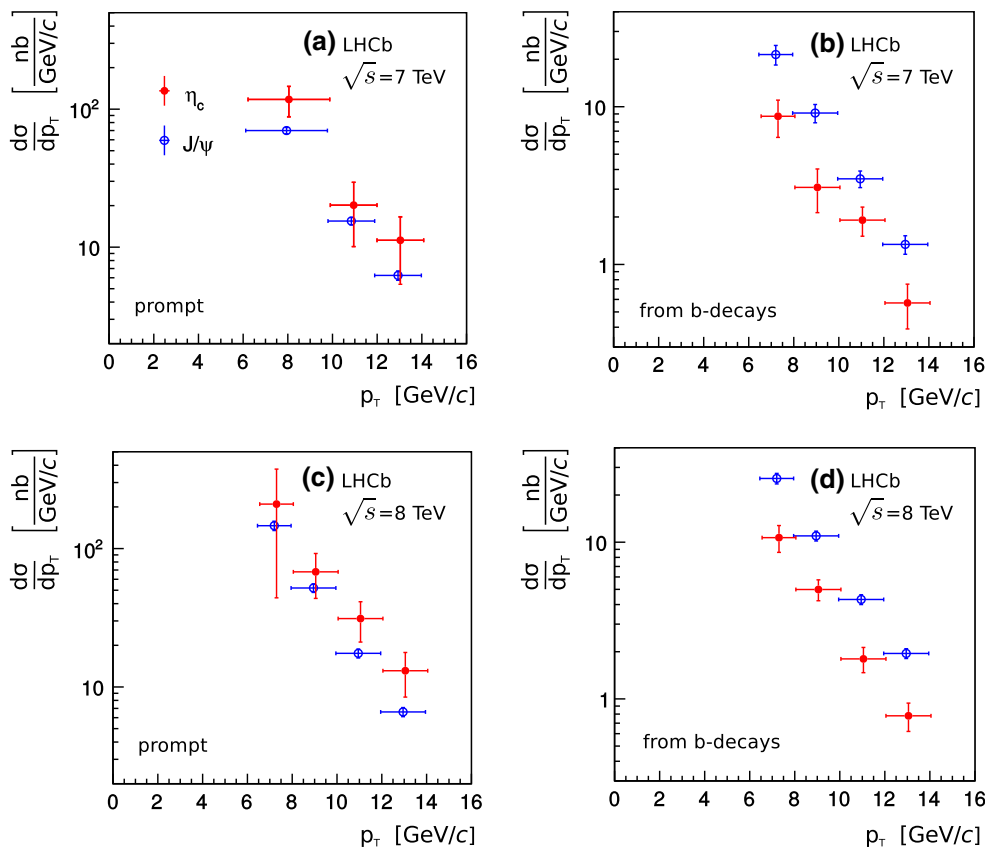 dσ/dp_T [nb/GeV/c]
(a) LHCb
√s = 7 TeV
η_c
J/ψ
10²
10
prompt
0 2 4 6 8 10 12 14 16
p_T [GeV/c]
dσ/dp_T [nb/GeV/c]
(b) LHCb
√s = 7 TeV
10
1
from b-decays
0 2 4 6 8 10 12 14 16
p_T [GeV/c]
dσ/dp_T [nb/GeV/c]
(c) LHCb
√s = 8 TeV
10²
10
prompt
0 2 4 6 8 10 12 14 16
p_T [GeV/c]
dσ/dp_T [nb/GeV/c]
(d) LHCb
√s = 8 TeV
10
1
from b-decays
0 2 4 6 8 10 12 14 16
p_T [GeV/c]